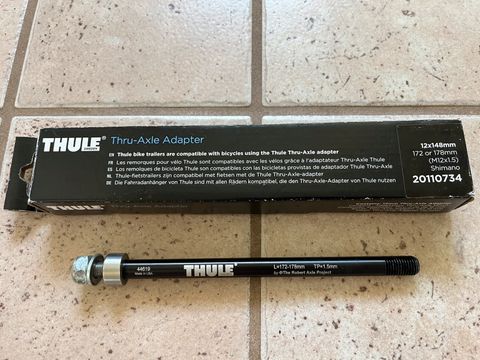 THULE Thru-Axle Adapter
SWEDEN
EN Thule bike trailers are compatible with bicycles using the Thule Thru-Axle adapter
FR Les remorques pour vélo Thule sont compatibles avec les vélos grâce à l'adaptateur Thru-Axle Thule
ES Los remolques de bicicleta Thule son compatibles con las bicicletas provistas de adaptador Thule Thru-Axle
NL Thule-fietstrailers zijn compatibel met fietsen met de Thule Thru-Axle-adapter
DE Die Fahrradanhänger von Thule sind mit allen Rädern kompatibel, die den Thru-Axle-Adapter von Thule nutzen
12x148mm
172 or 178mm
(M12x1.5)
Shimano
20110734
44619
Made in USA
THULE
L=172-178mm TP=1.5mm
by ©The Robert Axle Project